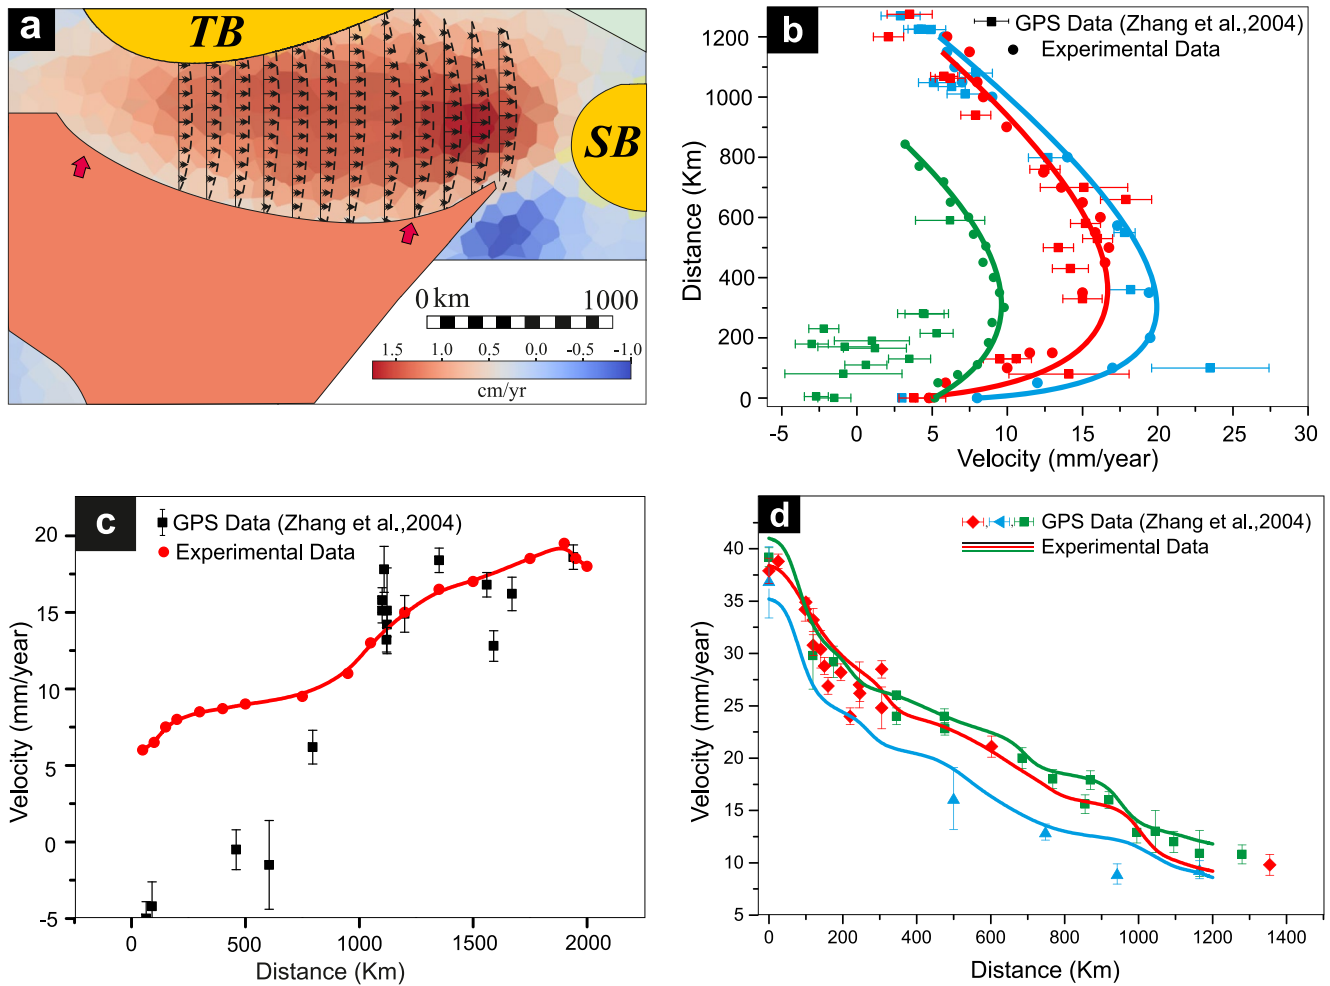 a
TB
SB
0 km 1000
1.5 1.0 0.5 0 -0.5 -1.0
cm/yr
b
GPS Data (Zhang et al.,2004)
Experimental Data
1200
1000
800
600
400
200
0
Distance (Km)
-5 0 5 10 15 20 25 30
Velocity (mm/year)
c
GPS Data (Zhang et al.,2004)
Experimental Data
20
15
10
5
0
-5
Velocity (mm/year)
0 500 1000 1500 2000
Distance (Km)
d
GPS Data (Zhang et al.,2004)
Experimental Data
40
35
30
25
20
15
10
5
Velocity (mm/year)
0 200 400 600 800 1000 1200 1400
Distance (Km)